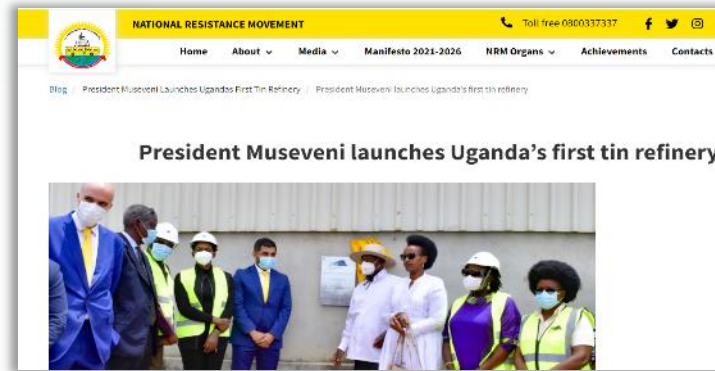 NATIONAL RESISTANCE MOVEMENT
Toll free 0800337337
Home About Media Manifesto 2021-2026 NRM Organs Achievements Contacts
Blog / President Museveni Launches Ugandas First Tin Refinery / President Museveni launches Uganda's first tin refinery
President Museveni launches Uganda's first tin refinery